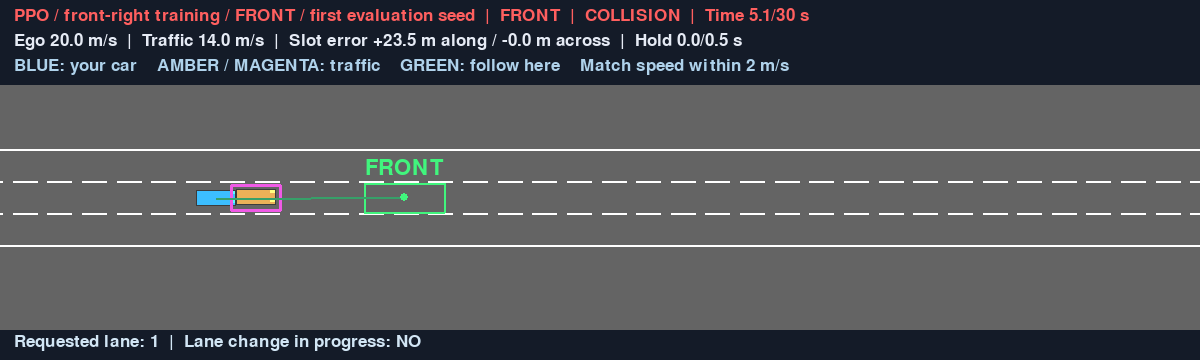 PPO / front-right training / FRONT / first evaluation seed | FRONT | COLLISION | Time 5.1/30 s
Ego 20.0 m/s | Traffic 14.0 m/s | Slot error +23.5 m along / -0.0 m across | Hold 0.0/0.5 s
BLUE: your car AMBER / MAGENTA: traffic GREEN: follow here Match speed within 2 m/s
FRONT
Requested lane: 1 | Lane change in progress: NO